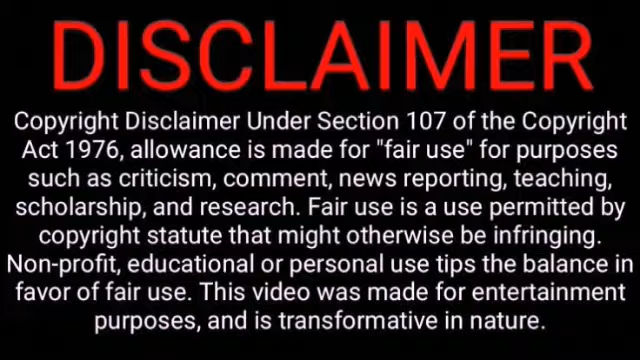 DISCLAIMER
Copyright Disclaimer Under Section 107 of the Copyright
Act 1976, allowance is made for "fair use" for purposes
such as criticism, comment, news reporting, teaching,
scholarship, and research. Fair use is a use permitted by
copyright statute that might otherwise be infringing.
Non-profit, educational or personal use tips the balance in
favor of fair use. This video was made for entertainment
purposes, and is transformative in nature.